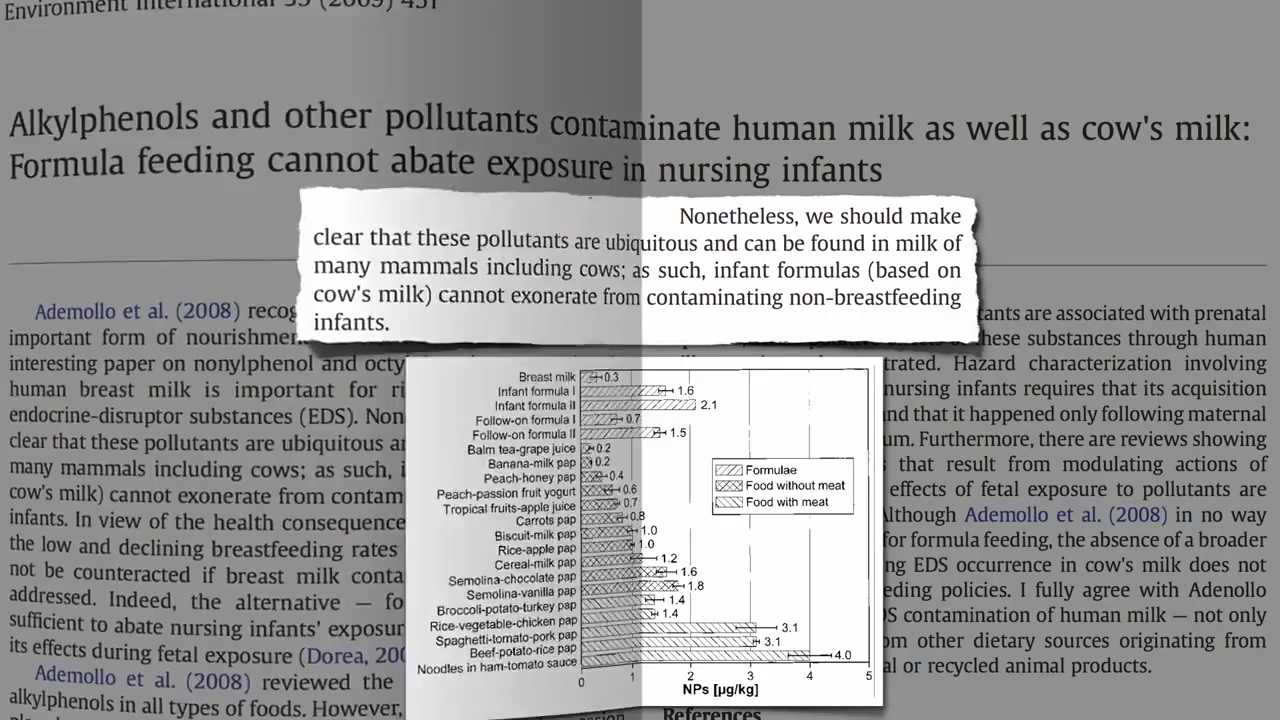 Environment International 35 (2009) 431
Alkylphenols and other pollutants contaminate human milk as well as cow's milk:
Formula feeding cannot abate exposure in nursing infants
Nonetheless, we should make
clear that these pollutants are ubiquitous and can be found in milk of
many mammals including cows; as such, infant formulas (based on
cow's milk) cannot exonerate from contaminating non-breastfeeding
infants.
Ademollo et al. (2008)
important form of
interesting paper on nonylphenol and
human breast milk is important for
endocrine-disruptor substances (EDS).
clear that these pollutants are ubiquitous
many mammals including cows; as such,
cow's milk) cannot exonerate from
infants. In view of the health
the low and declining breastfeeding rates
not be counteracted if breast milk
addressed. Indeed, the alternative —
sufficient to abate nursing infants'
its effects during fetal exposure (Dorea,
Ademollo et al. (2008) reviewed the
alkylphenols in all types of foods. However,
are associated with prenatal
these substances through human
Hazard characterization involving
nursing infants requires that its acquisition
and that it happened only following maternal
Furthermore, there are reviews showing
that result from modulating actions of
effects of fetal exposure to pollutants are
Although Ademollo et al. (2008) in no way
for formula feeding, the absence of a broader
EDS occurrence in cow's milk does not
policies. I fully agree with Adenollo
contamination of human milk — not only
other dietary sources originating from
or recycled animal products.
References
Breast milk 0.3
Infant formula I 1.6
Infant formula II 2.1
Follow-on formula I 0.7
Follow-on formula II 1.5
Balm tea-grape juice 0.2
Banana-milk pap 0.2
Peach-honey pap 0.4
Peach-passion fruit yogurt 0.6
Tropical fruits-apple juice 0.7
Carrots pap 0.8
Biscuit-milk pap 1.0
Rice-apple pap 1.0
Cereal-milk pap 1.2
Semolina-chocolate pap 1.6
Semolina-vanilla pap 1.8
Broccoli-potato-turkey pap 1.4
Rice-vegetable-chicken pap 1.4
Spaghetti-tomato-pork pap 3.1
Beef-potato-rice pap 3.1
Noodles in ham-tomato sauce 4.0
Formulae
Food without meat
Food with meat
0 1 2 3 4 5
NPs [µg/kg]